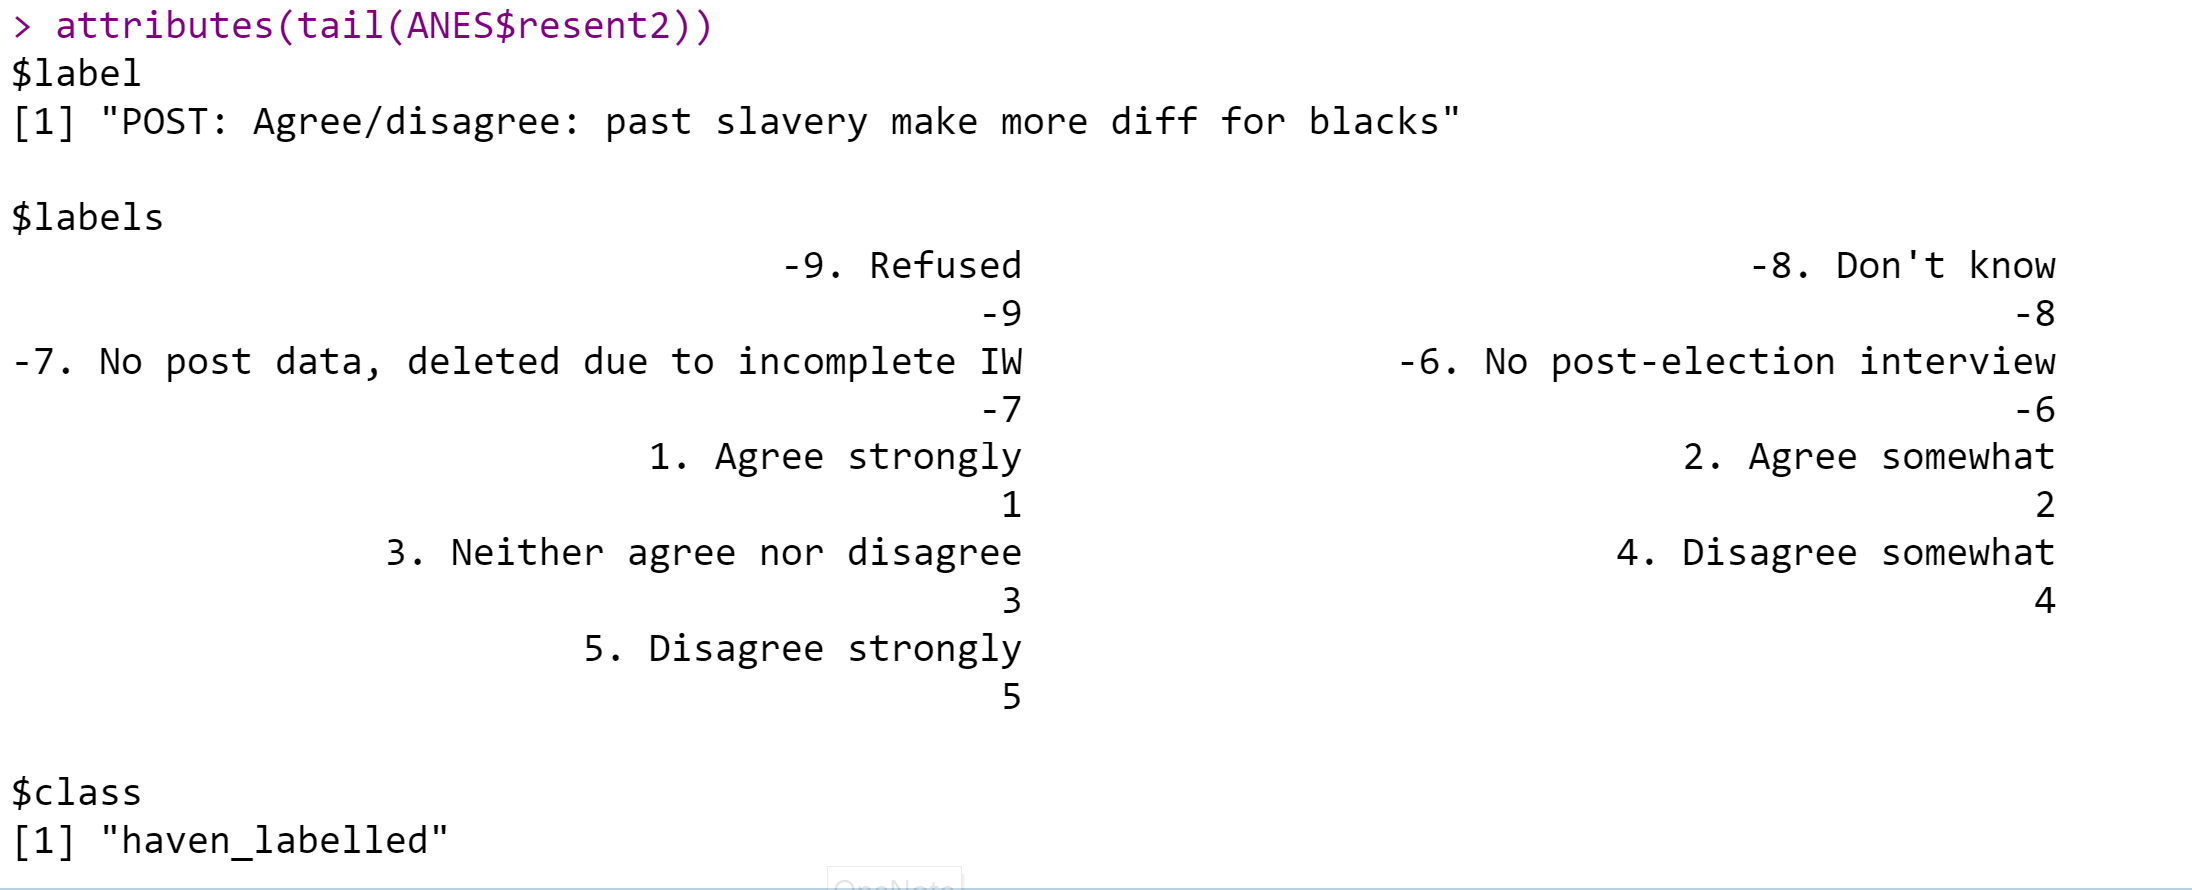 > attributes(tail(ANES$resent2))
$label
[1] "POST: Agree/disagree: past slavery make more diff for blacks"
$labels
-9. Refused -8. Don't know
-9 -8
-7. No post data, deleted due to incomplete IW -6. No post-election interview
-7 -6
1. Agree strongly 2. Agree somewhat
1 2
3. Neither agree nor disagree 4. Disagree somewhat
3 4
5. Disagree strongly
5
$class
[1] "haven_labelled"